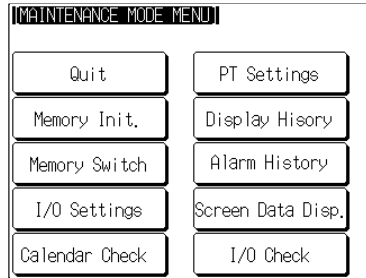 [MAINTENANCE MODE MENU]
Quit
PT Settings
Memory Init.
Display Hisory
Memory Switch
Alarm History
I/O Settings
Screen Data Disp.
Calendar Check
I/O Check